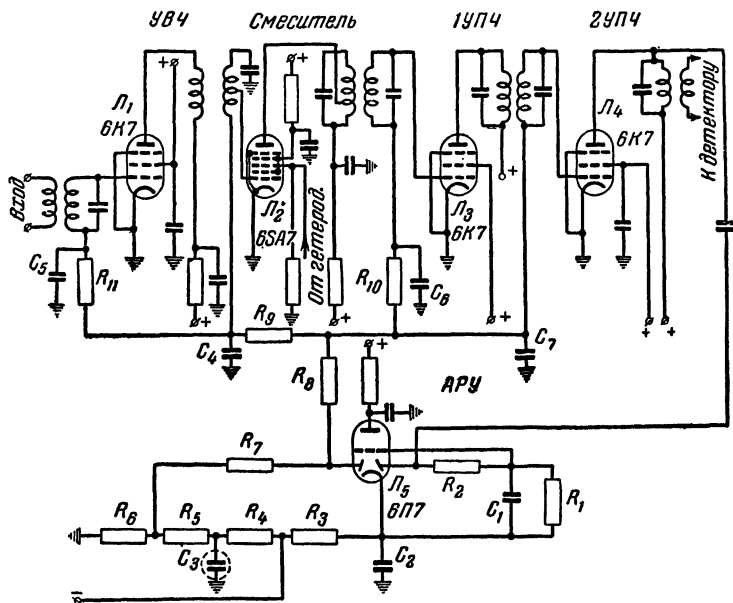 УВЧ Смеситель 1УПЧ 2УПЧ
Л1
6К7
Вход
C5
R11
Л2
6SA7
От гетерод.
R10
C6
Л3
6К7
Л4
6К7
К детектору
R9
C4
C7
R8
АРУ
R7
Л5
6П7
R2
C1
R1
R6
R5
R4
R3
C3
C2